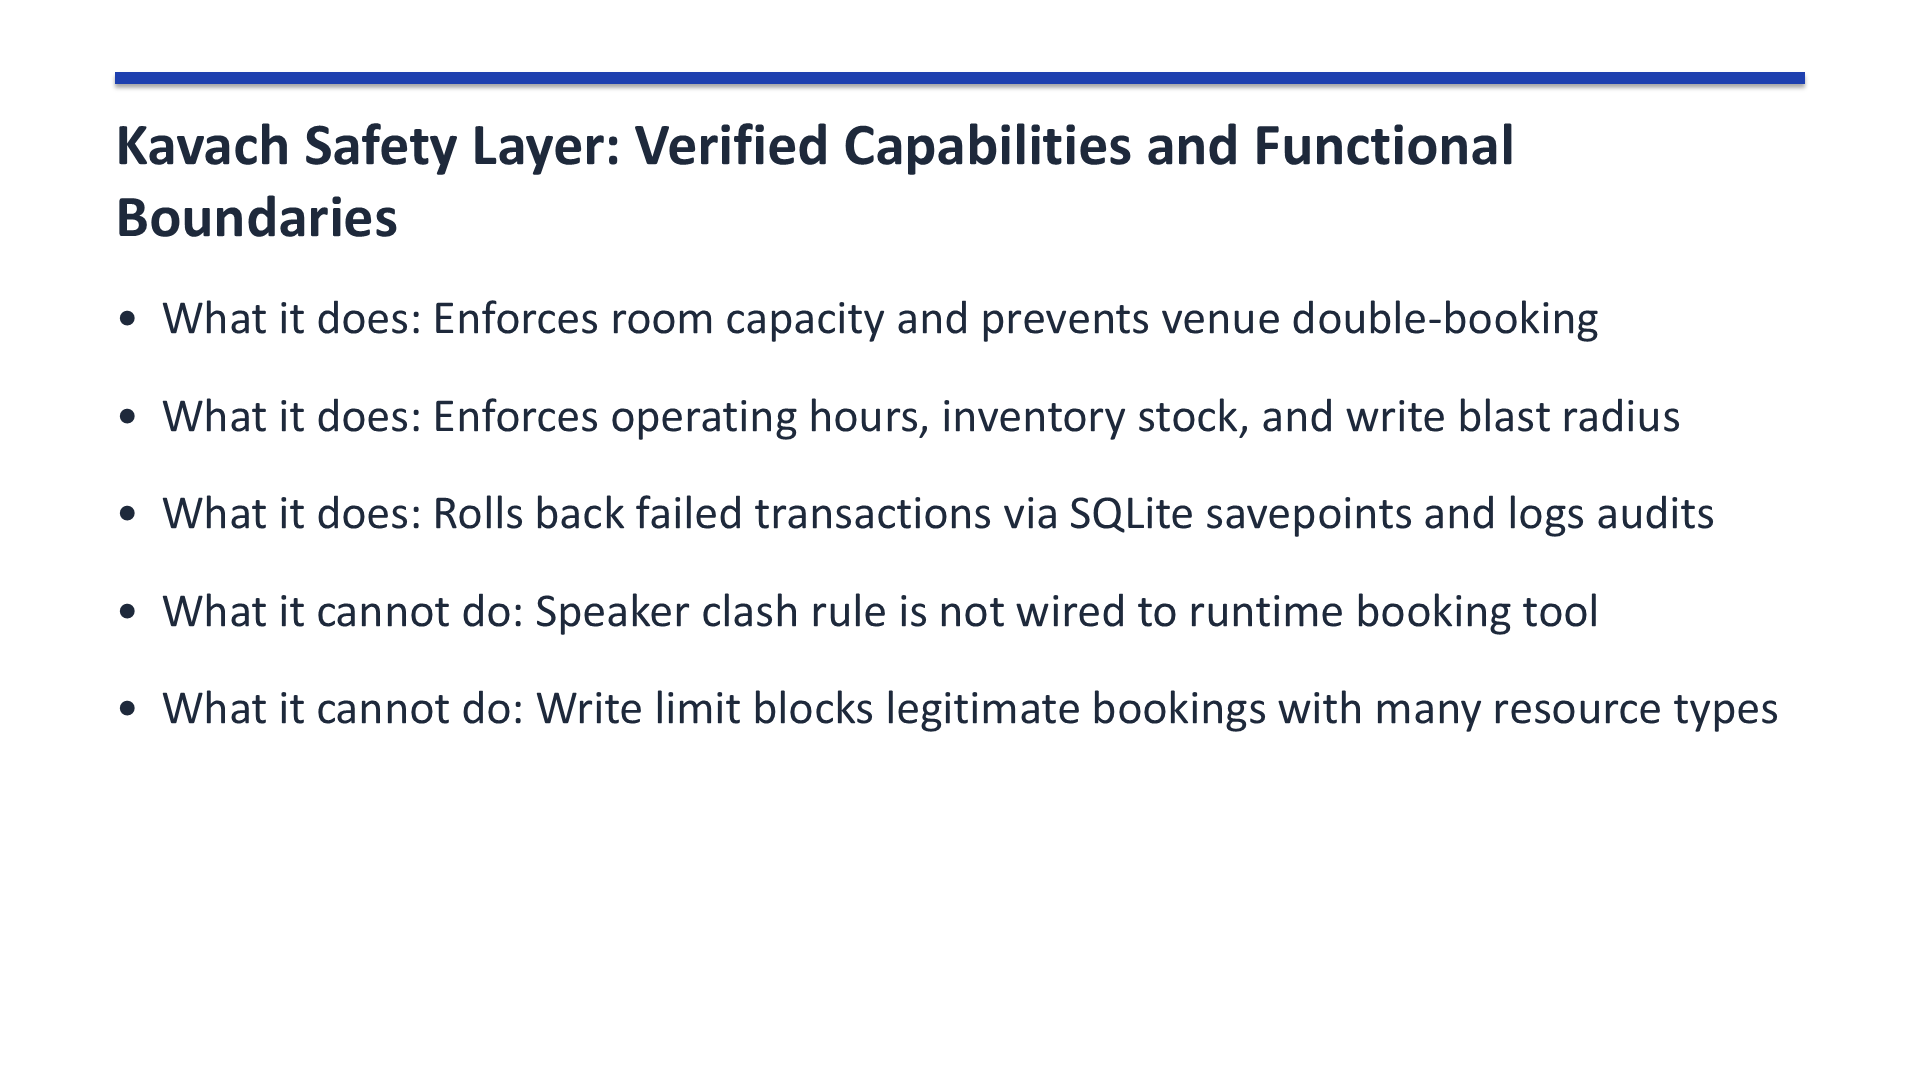 Kavach Safety Layer: Verified Capabilities and Functional
Boundaries
• What it does: Enforces room capacity and prevents venue double-booking
• What it does: Enforces operating hours, inventory stock, and write blast radius
• What it does: Rolls back failed transactions via SQLite savepoints and logs audits
• What it cannot do: Speaker clash rule is not wired to runtime booking tool
• What it cannot do: Write limit blocks legitimate bookings with many resource types